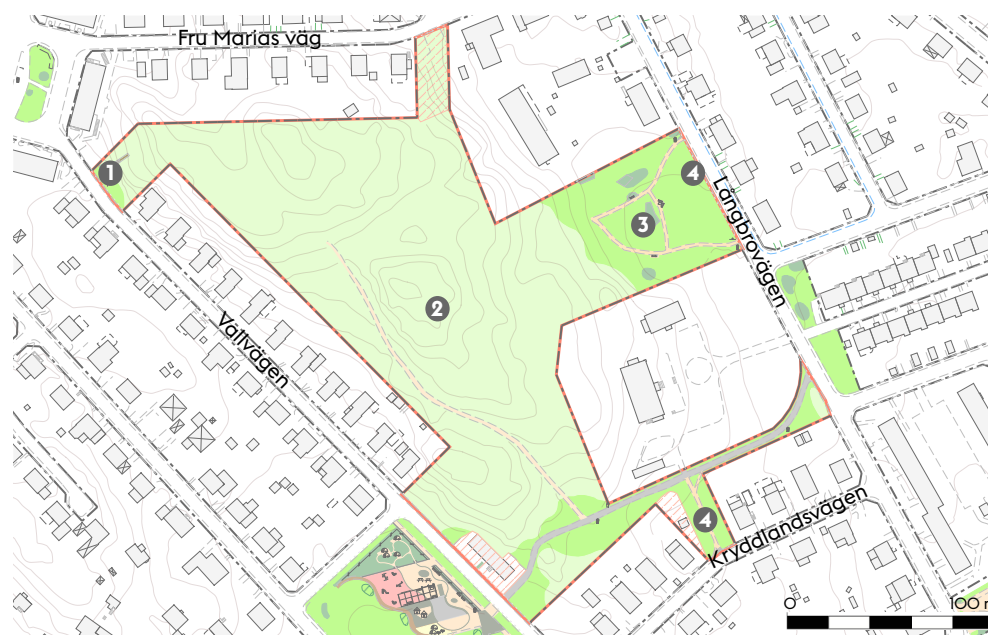 Fru Marias väg
1
4
Långbrovägen
3
2
Vallvägen
4
Kryddlandsvägen
0 100 m